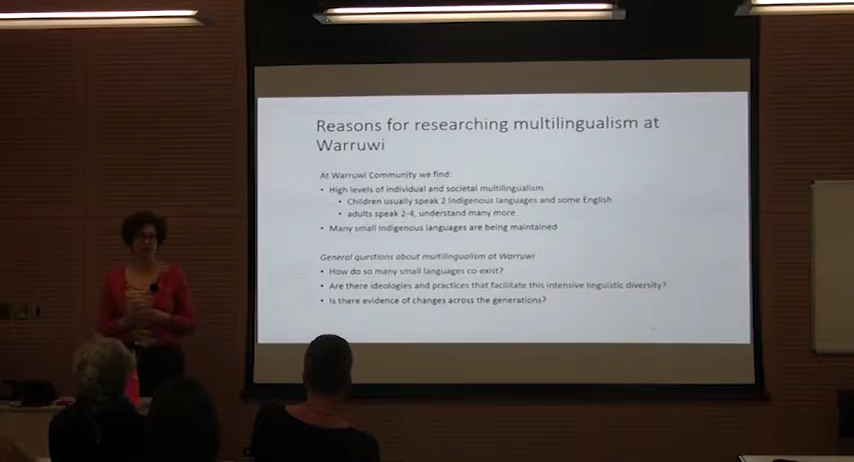 Reasons for researching multilingualism at
Warruwi
At Warruwi Community we find:
• High levels of individual and societal multilingualism
• Children usually speak 2 Indigenous languages and some English
• adults speak 2-4, understand many more
• Many small Indigenous languages are being maintained
General questions about multilingualism at Warruwi
• How do so many small languages co-exist?
• Are there ideologies and practices that facilitate this intensive linguistic diversity?
• Is there evidence of changes across the generations?